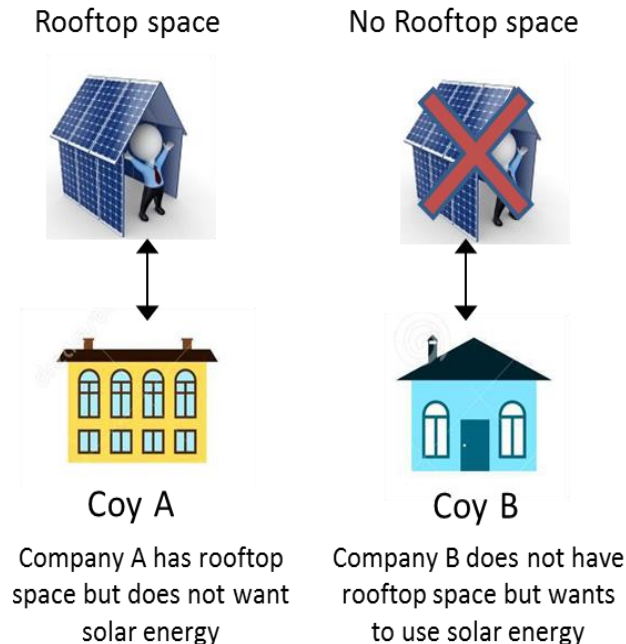 Rooftop space
No Rooftop space
Coy A
Coy B
Company A has rooftop
space but does not want
solar energy
Company B does not have
rooftop space but wants
to use solar energy